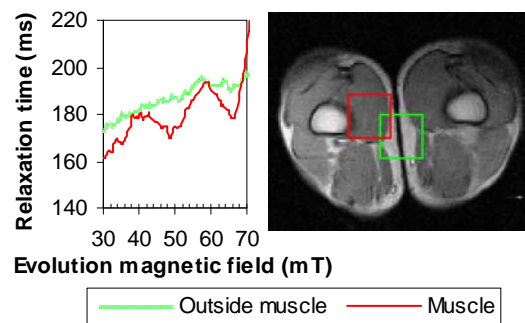 Relaxation time (ms)
220
200
180
160
140
30 40 50 60 70
Evolution magnetic field (mT)
Outside muscle Muscle